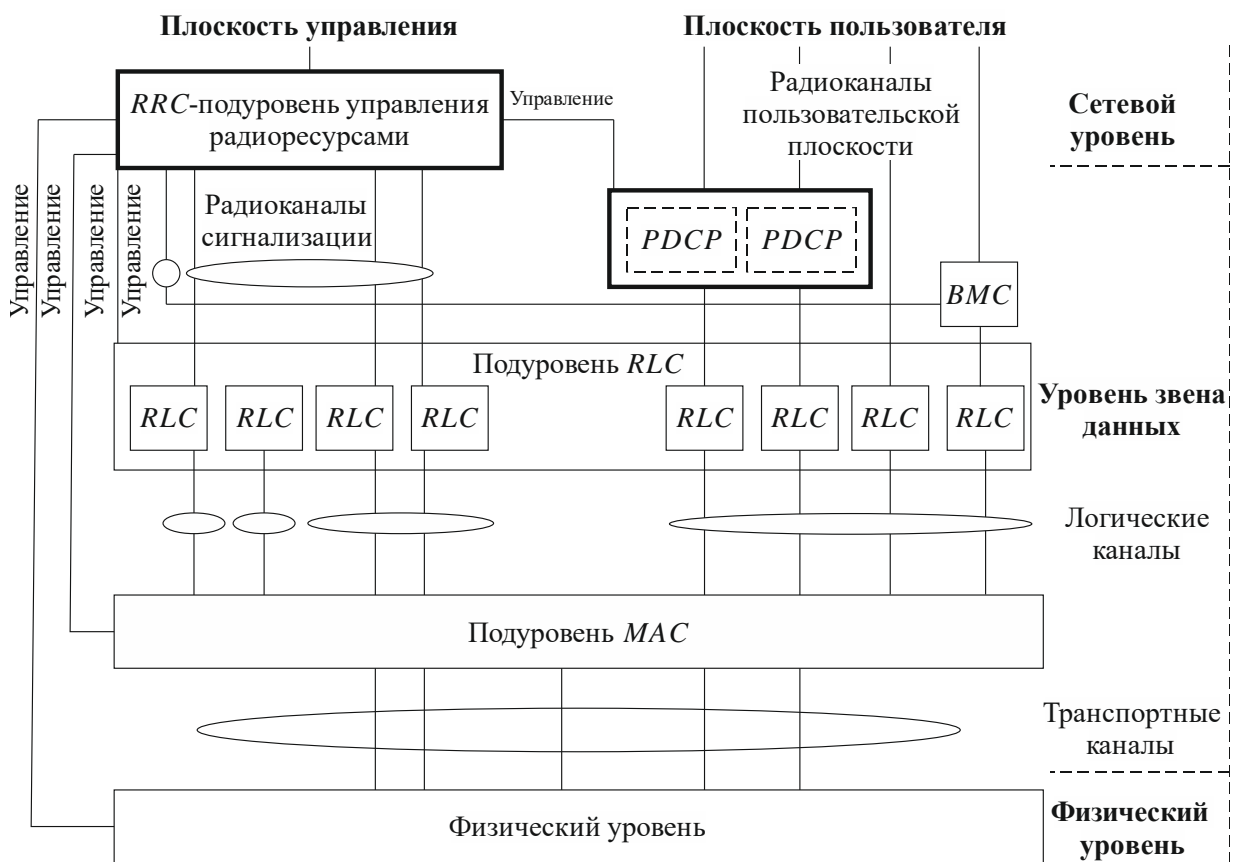 Плоскость управления
Плоскость пользователя
RRC-подуровень управления
радиоресурсами
Управление
Радиоканалы
пользовательской
плоскости
Сетевой
уровень
Управление
Управление
Управление
Управление
Радиоканалы
сигнализации
PDCP
PDCP
BMC
Подуровень RLC
RLC
RLC
RLC
RLC
RLC
RLC
RLC
RLC
Уровень звена
данных
Логические
каналы
Подуровень MAC
Транспортные
каналы
Физический уровень
Физический
уровень